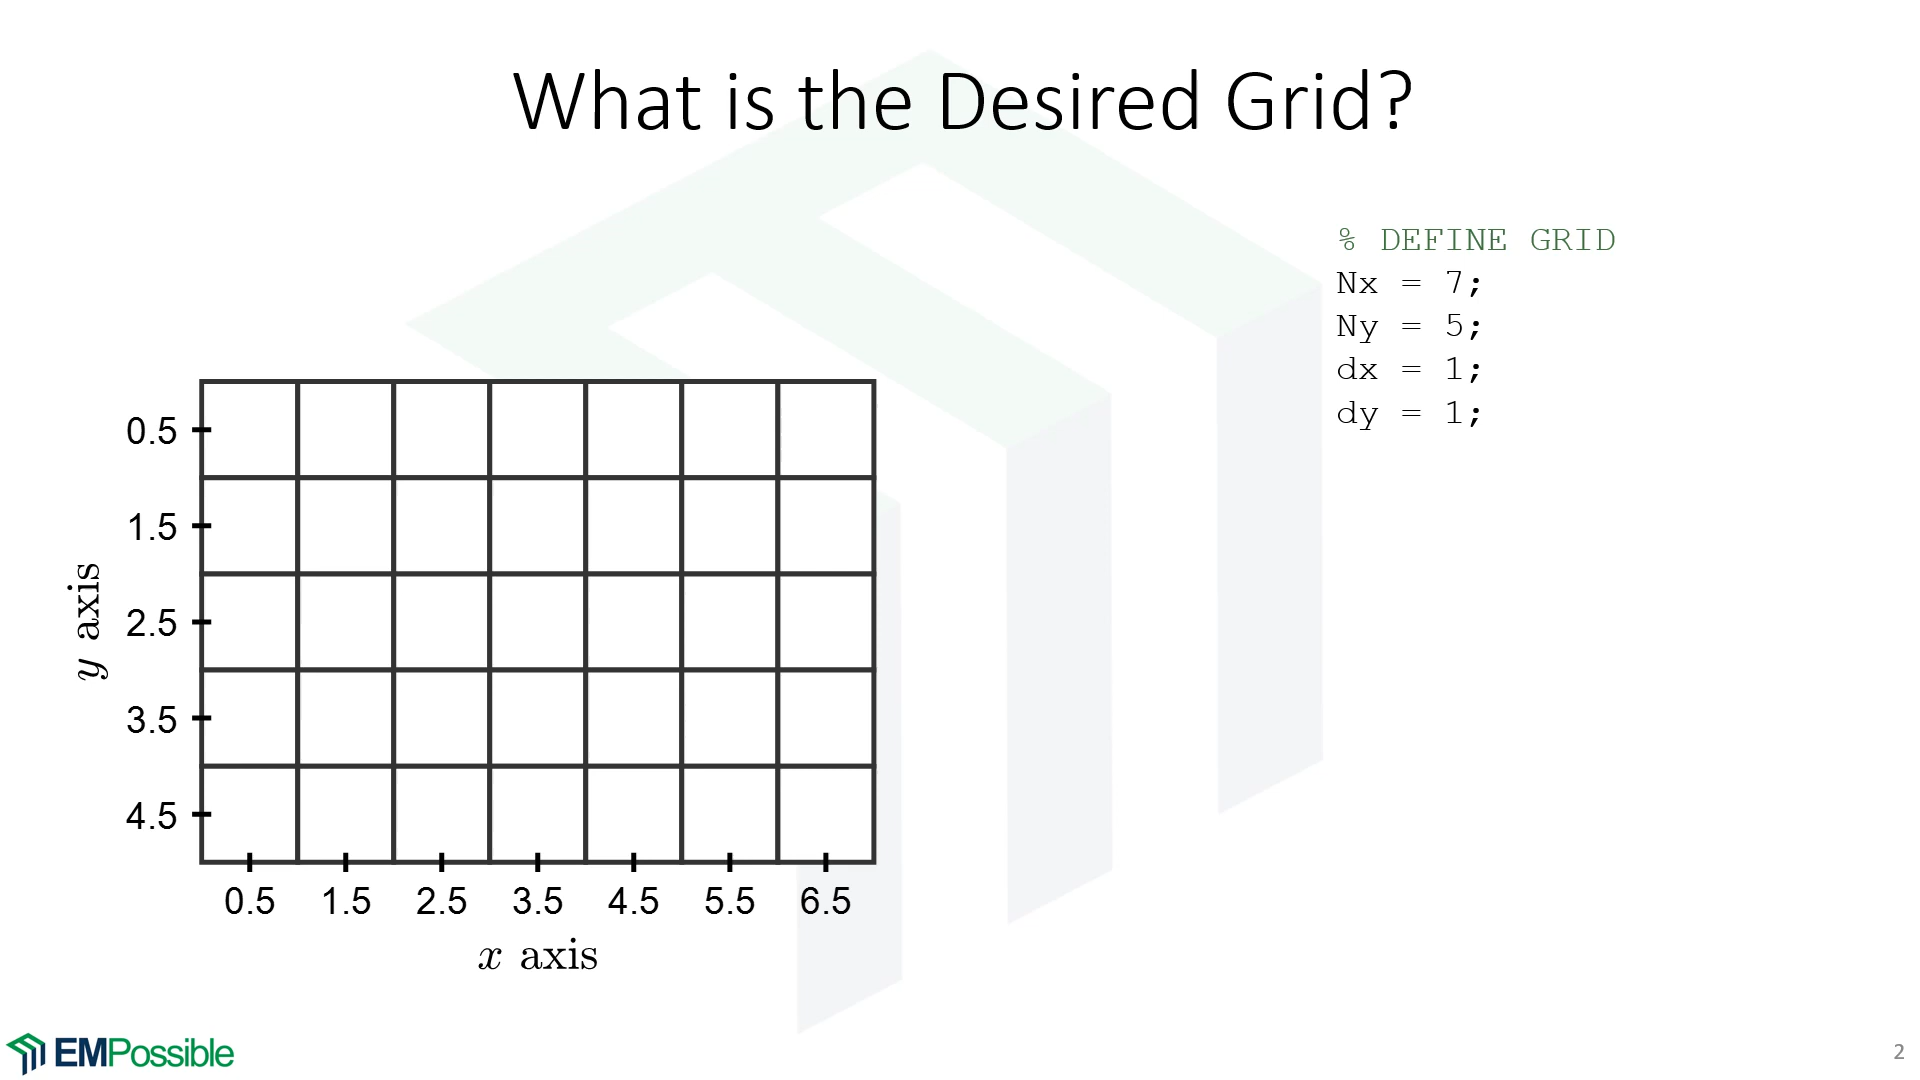 What is the Desired Grid?
% DEFINE GRID
Nx = 7;
Ny = 5;
dx = 1;
dy = 1;
y axis
0.5
1.5
2.5
3.5
4.5
0.5 1.5 2.5 3.5 4.5 5.5 6.5
x axis
EMPossible
2